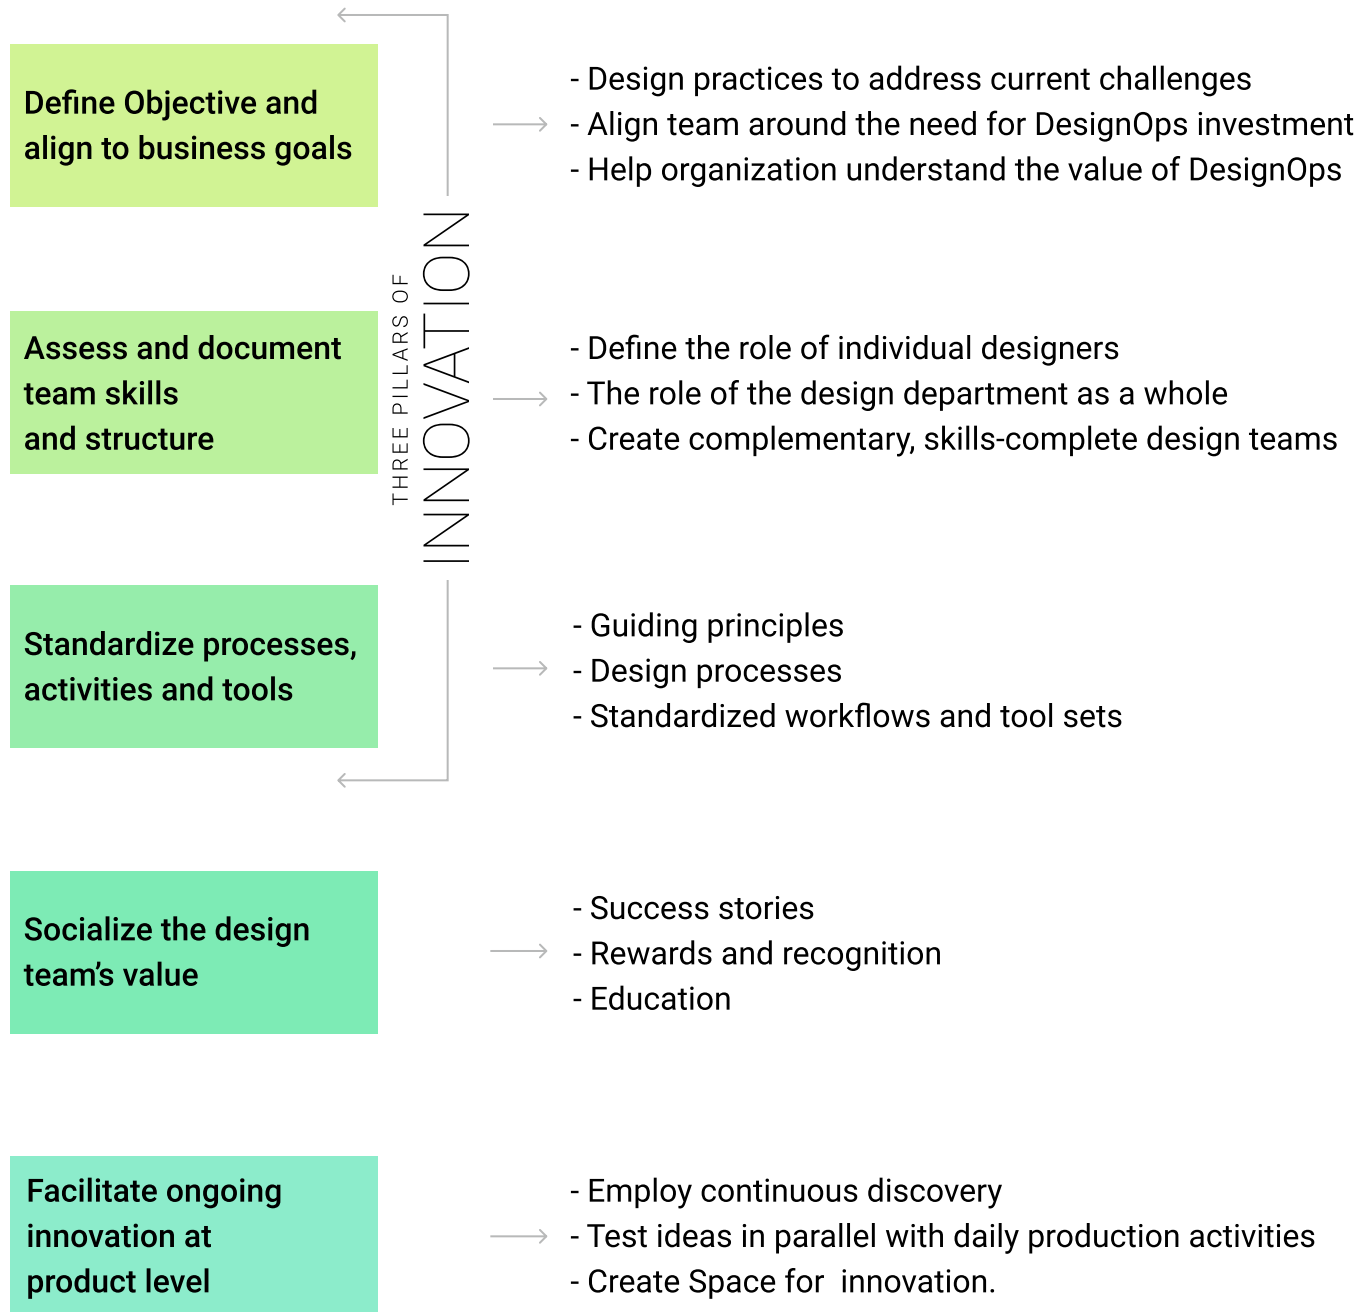 Define Objective and
align to business goals
- Design practices to address current challenges
- Align team around the need for DesignOps investment
- Help organization understand the value of DesignOps
THREE PILLARS OF
INNOVATION
Assess and document
team skills
and structure
- Define the role of individual designers
- The role of the design department as a whole
- Create complementary, skills-complete design teams
Standardize processes,
activities and tools
- Guiding principles
- Design processes
- Standardized workflows and tool sets
Socialize the design
team’s value
- Success stories
- Rewards and recognition
- Education
Facilitate ongoing
innovation at
product level
- Employ continuous discovery
- Test ideas in parallel with daily production activities
- Create Space for  innovation.